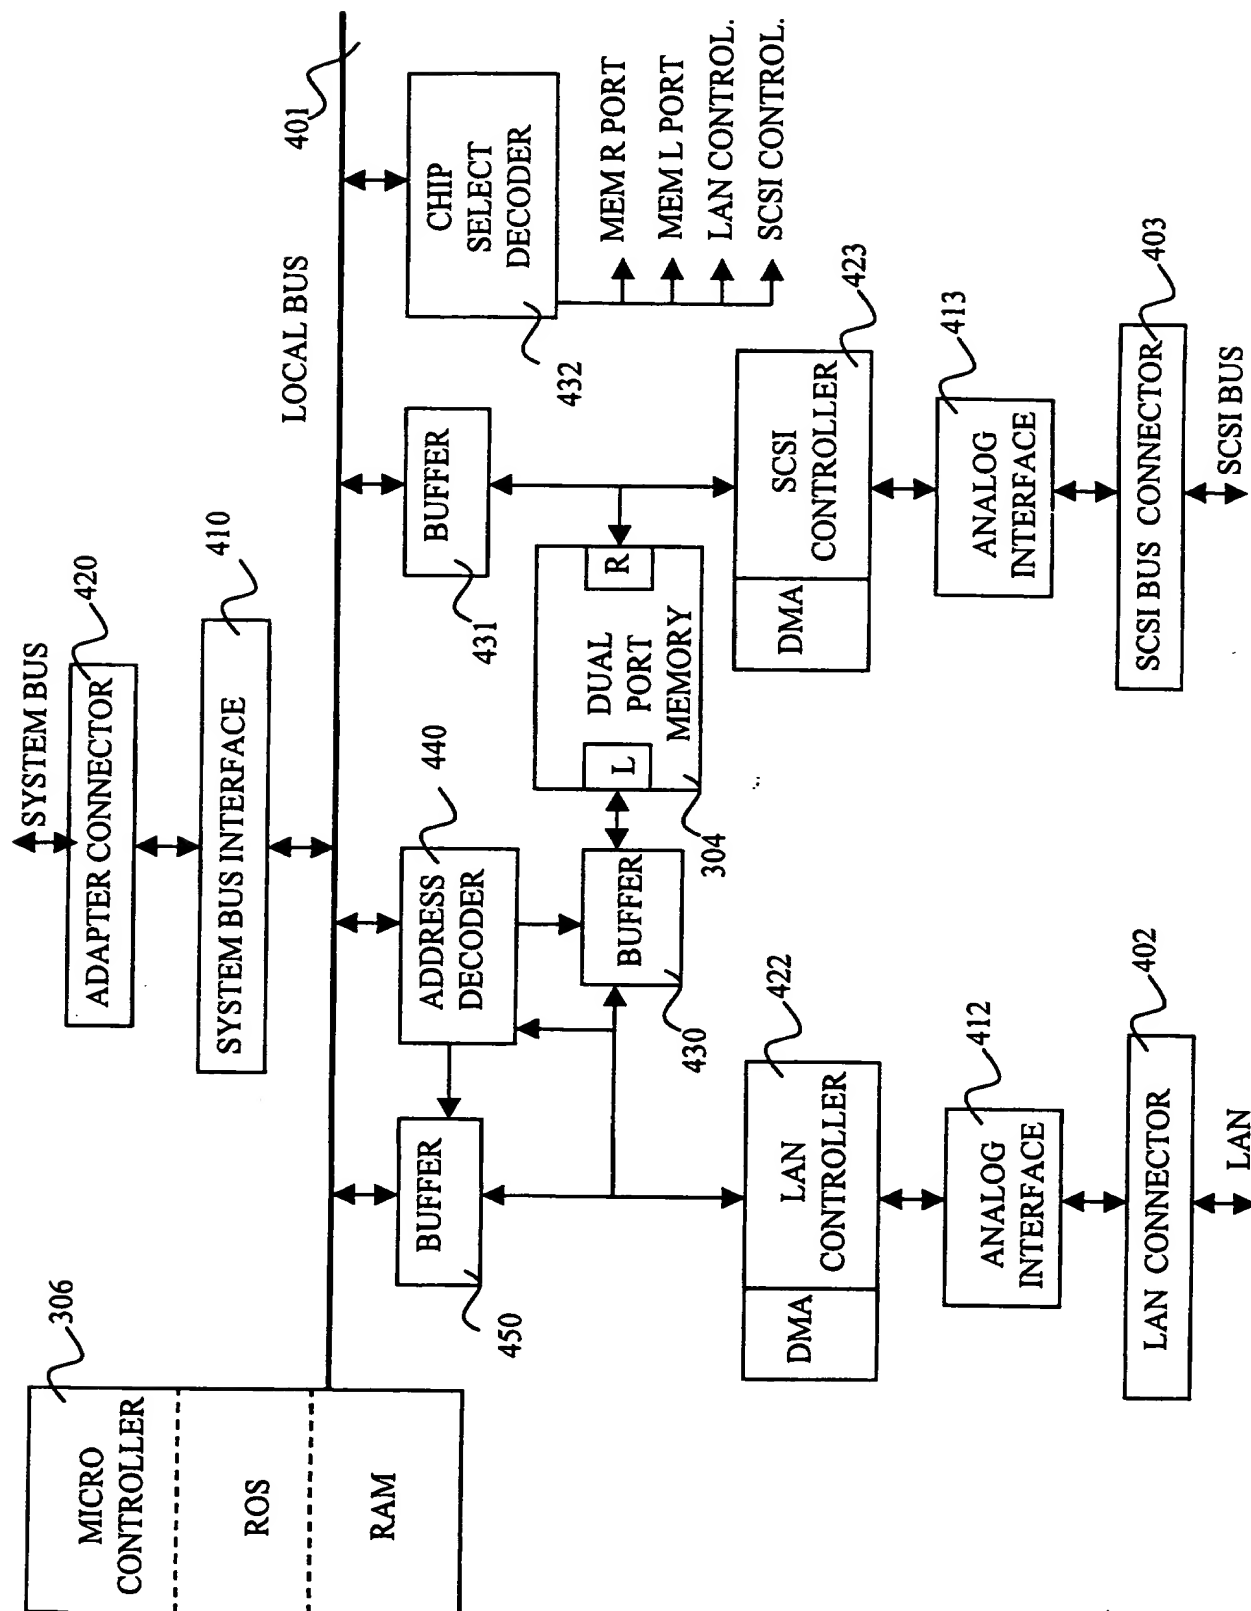 SYSTEM BUS
420
ADAPTER CONNECTOR
410
SYSTEM BUS INTERFACE
306
MICRO
CONTROLLER
ROS
RAM
LOCAL BUS
401
BUFFER
450
ADDRESS
DECODER
440
BUFFER
431
CHIP
SELECT
DECODER
432
BUFFER
430
L
DUAL
PORT
MEMORY
R
304
MEM R PORT
MEM L PORT
LAN CONTROL.
SCSI CONTROL.
DMA
LAN
CONTROLLER
422
DMA
SCSI
CONTROLLER
423
ANALOG
INTERFACE
412
ANALOG
INTERFACE
413
LAN CONNECTOR
402
SCSI BUS CONNECTOR
403
LAN
SCSI BUS